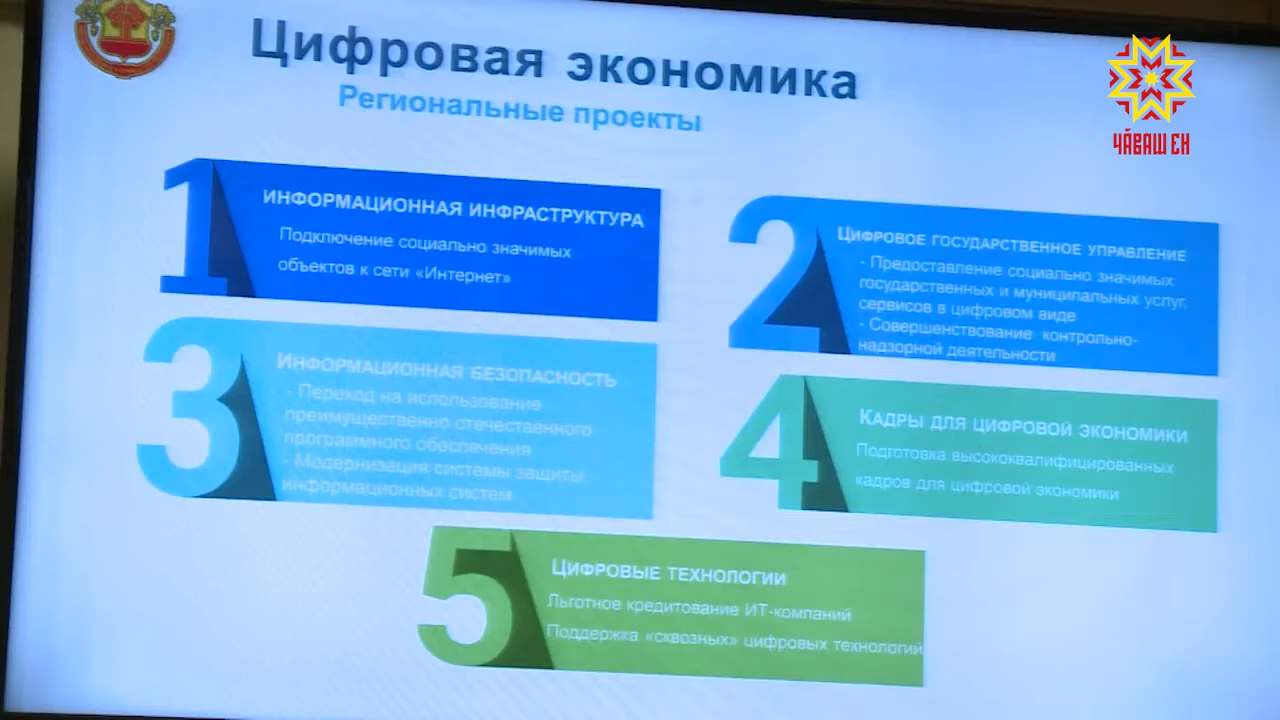 Цифровая экономика
Региональные проекты
ЧӐВАШ ЕН
1
ИНФОРМАЦИОННАЯ ИНФРАСТРУКТУРА
Подключение социально значимых
объектов к сети «Интернет»
2
ЦИФРОВОЕ ГОСУДАРСТВЕННОЕ УПРАВЛЕНИЕ
- Предоставление социально значимых
государственных и муниципальных услуг,
сервисов в цифровом виде
- Совершенствование контрольно-
надзорной деятельности
3
ИНФОРМАЦИОННАЯ БЕЗОПАСНОСТЬ
- Переход на использование
преимущественно отечественного
программного обеспечения
- Модернизация системы защиты
информационных систем
4
КАДРЫ ДЛЯ ЦИФРОВОЙ ЭКОНОМИКИ
Подготовка высококвалифицированных
кадров для цифровой экономики
5
ЦИФРОВЫЕ ТЕХНОЛОГИИ
Льготное кредитование ИТ-компаний
Поддержка «сквозных» цифровых технологий